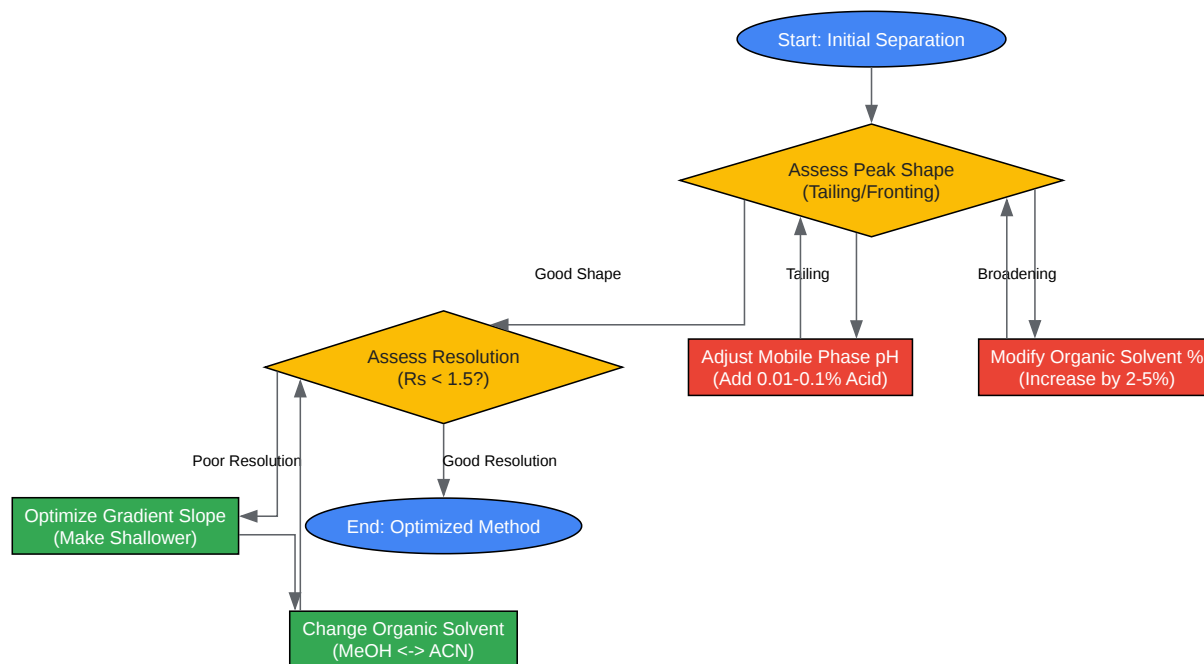 Start: Initial Separation
Assess Peak Shape
(Tailing/Fronting)
Good Shape
Tailing
Broadening
Assess Resolution
(Rs < 1.5?)
Adjust Mobile Phase pH
(Add 0.01-0.1% Acid)
Modify Organic Solvent %
(Increase by 2-5%)
Poor Resolution
Good Resolution
Optimize Gradient Slope
(Make Shallower)
End: Optimized Method
Change Organic Solvent
(MeOH <-> ACN)